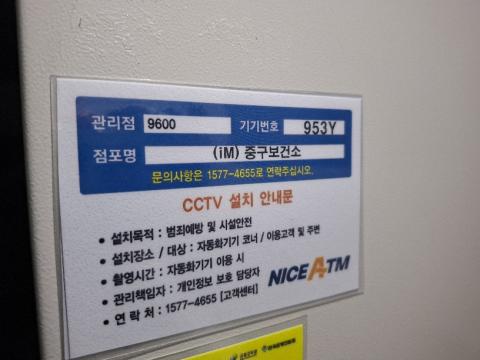 관리점 9600 기기번호 953Y
점포명 (iM) 중구보건소
문의사항은 1577-4655로 연락주십시오.
CCTV 설치 안내문
• 설치목적 : 범죄예방 및 시설안전
• 설치장소 / 대상 : 자동화기기 코너 / 이용고객 및 주변
• 촬영시간 : 자동화기기 이용 시
• 관리책임자 : 개인정보 보호 담당자
• 연 락 처 : 1577-4655 [고객센터]
NICE ATM